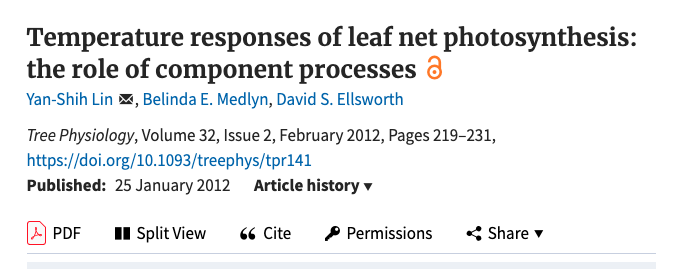 Temperature responses of leaf net photosynthesis:
the role of component processes
Yan-Shih Lin, Belinda E. Medlyn, David S. Ellsworth
Tree Physiology, Volume 32, Issue 2, February 2012, Pages 219–231,
https://doi.org/10.1093/treephys/tpr141
Published: 25 January 2012 Article history
PDF Split View Cite Permissions Share